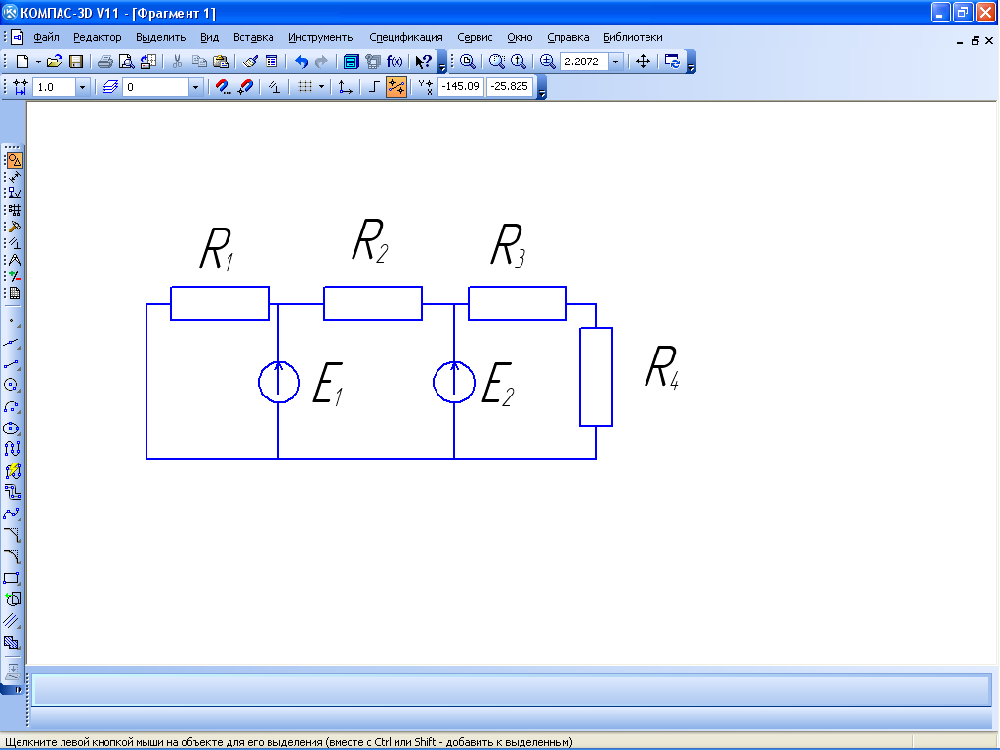 КОМПАС-3D V11 - [Фрагмент 1]
Файл Редактор Выделить Вид Вставка Инструменты Спецификация Сервис Окно Справка Библиотеки
f(x) 2.2072
1.0 0 -145.09 -25.825
R1 R2 R3
E1 E2 R4
Щелкните левой кнопкой мыши на объекте для его выделения (вместе с Ctrl или Shift - добавить к выделенным)